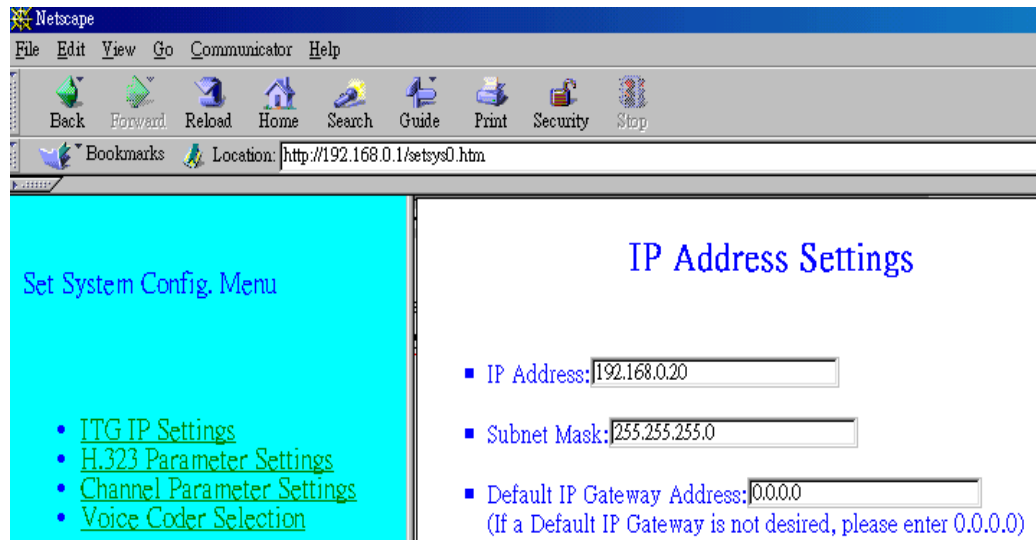 Netscape
File Edit View Go Communicator Help
Back Forward Reload Home Search Guide Print Security Stop
Bookmarks Location: http://192.168.0.1/setsys0.htm
Set System Config. Menu
• ITG IP Settings
• H.323 Parameter Settings
• Channel Parameter Settings
• Voice Coder Selection
IP Address Settings
IP Address: 192.168.0.20
Subnet Mask: 255.255.255.0
Default IP Gateway Address: 0.0.0.0
(If a Default IP Gateway is not desired, please enter 0.0.0.0)